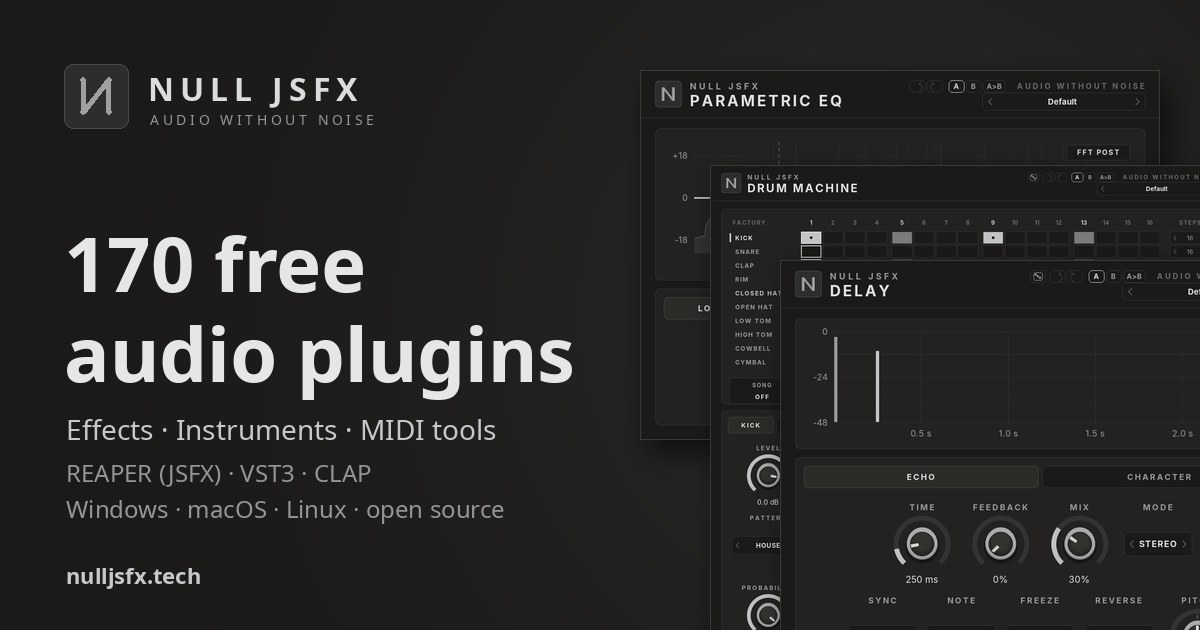 NULL JSFX
AUDIO WITHOUT NOISE
170 free
audio plugins
Effects · Instruments · MIDI tools
REAPER (JSFX) · VST3 · CLAP
Windows · macOS · Linux · open source
nulljsfx.tech
N
NULL JSFX
PARAMETRIC EQ
A B A>B AUDIO WITHOUT NOISE
Default
FFT POST
+18
0
-18
N
NULL JSFX
DRUM MACHINE
A B A>B
Default
FACTORY 1 2 3 4 5 6 7 8 9 10 11 12 13 14 15 16
KICK 16
SNARE 16
CLAP
RIM
CLOSED
OPEN HAT
LOW TOM
HIGH TOM
COWBELL
CYMBAL
SONG
OFF
KICK
0.0 dB
HOUSE
N
NULL JSFX
DELAY
A B A>B AUDIO
0
-24
-48
0.5 s 1.0 s 1.5 s 2.0 s
ECHO CHARACTER
TIME FEEDBACK MIX MODE
STEREO
250 ms 0% 30%
SYNC NOTE FREEZE REVERSE